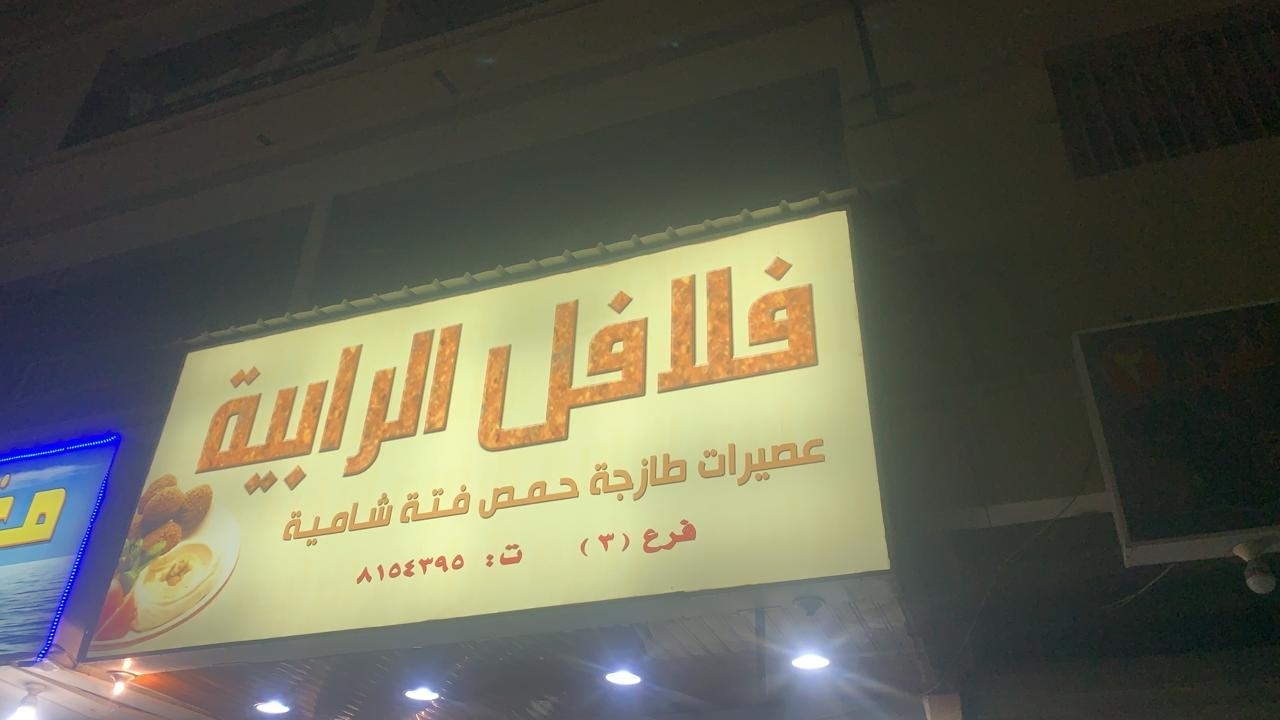 فلافل الرابية
عصيرات طازجة حمص فتة شامية
فرع (٣) ت: ٨١٥٤٣٩٥